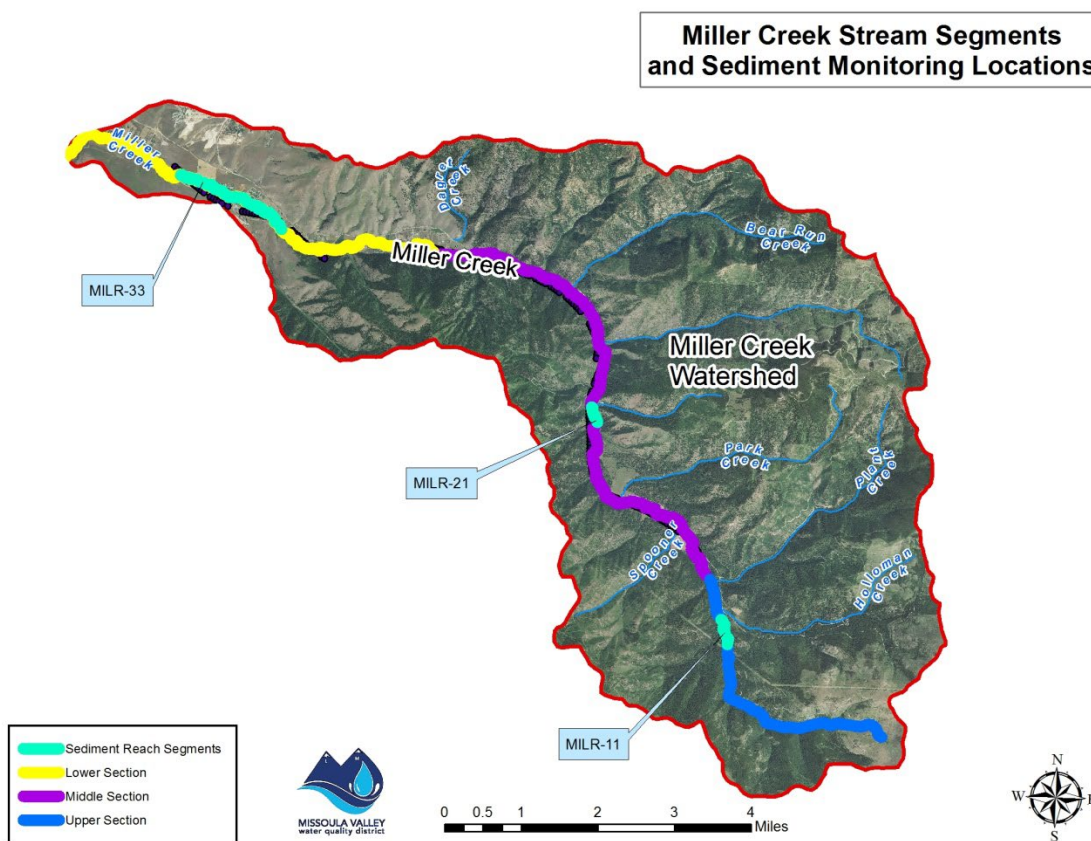 Miller Creek Stream Segments
and Sediment Monitoring Locations
Miller
Creek
Dagret
Creek
Bear Run
Creek
MILR-33
Miller Creek
Miller Creek
Watershed
Park
Creek
Plant
Creek
MILR-21
Spooner
Creek
Holloman
Creek
MILR-11
Sediment Reach Segments
Lower Section
Middle Section
Upper Section
L M
MISSOULA VALLEY
water quality district
0 0.5 1 2 3 4
Miles
N
W E
S